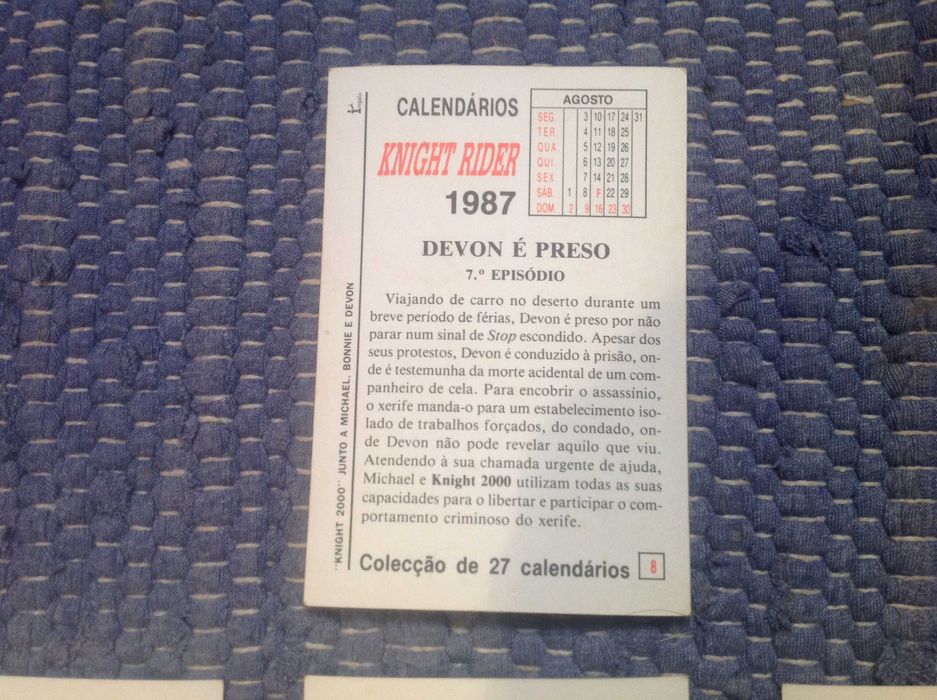 CALENDÁRIOS
KNIGHT RIDER
1987
AGOSTO
SEG. 3 10 17 24 31
TER. 4 11 18 25
QUA. 5 12 19 26
QUI. 6 13 20 27
SEX. 7 14 21 28
SÁB. 1 8 F 22 29
DOM. 2 9 16 23 30
DEVON É PRESO
7.º EPISÓDIO
Viajando de carro no deserto durante um
breve período de férias, Devon é preso por não
parar num sinal de Stop escondido. Apesar dos
seus protestos, Devon é conduzido à prisão, on-
de é testemunha da morte acidental de um com-
panheiro de cela. Para encobrir o assassínio,
o xerife manda-o para um estabelecimento iso-
lado de trabalhos forçados, do condado, on-
de Devon não pode revelar aquilo que viu.
Atendendo à sua chamada urgente de ajuda,
Michael e Knight 2000 utilizam todas as suas
capacidades para o libertar e participar o com-
portamento criminoso do xerife.
Colecção de 27 calendários 8
"KNIGHT 2000" JUNTO A MICHAEL, BONNIE E DEVON